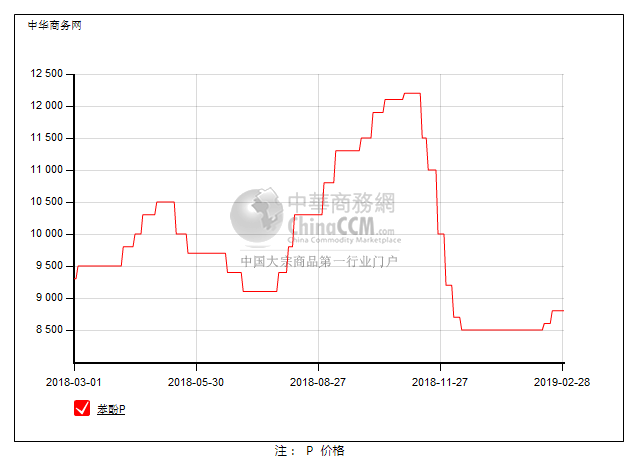 中华商务网
12 500
12 000
11 500
11 000
10 500
10 000
9 500
9 000
8 500
中華商務網
ChinaCCM.com
China Commodity Marketplace
中国大宗商品第一行业门户
2018-03-01 2018-05-30 2018-08-27 2018-11-27 2019-02-28
苯酚P
注： P 价格